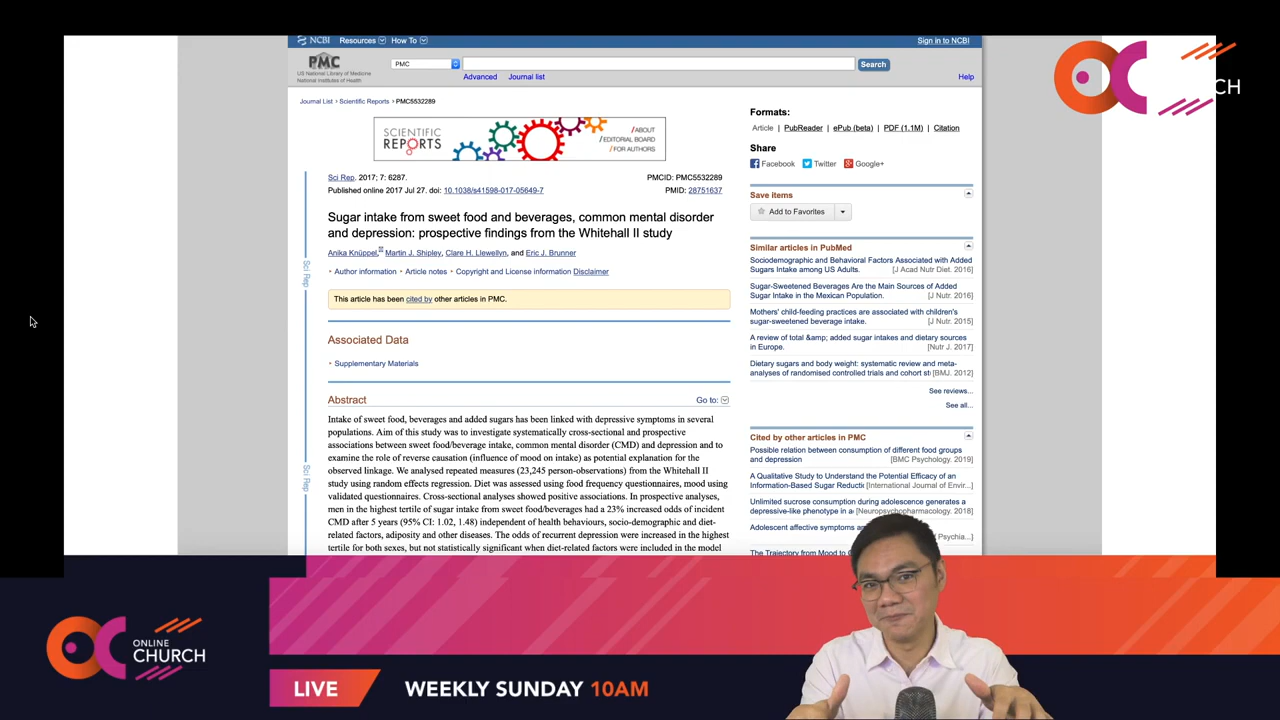 NCBI Resources How To Sign in to NCBI
PMC
US National Library of Medicine
National Institutes of Health
PMC Search
Advanced Journal list Help
Journal List > Scientific Reports > PMC5532289
SCIENTIFIC
REPORTS
/ABOUT
/EDITORIAL BOARD
/FOR AUTHORS
Sci Rep. 2017; 7: 6287. PMCID: PMC5532289
Published online 2017 Jul 27. doi: 10.1038/s41598-017-05649-7 PMID: 28751637
Sugar intake from sweet food and beverages, common mental disorder
and depression: prospective findings from the Whitehall II study
Anika Knüppel, Martin J. Shipley, Clare H. Llewellyn, and Eric J. Brunner
Author information Article notes Copyright and License information Disclaimer
This article has been cited by other articles in PMC.
Associated Data
Supplementary Materials
Abstract Go to:
Intake of sweet food, beverages and added sugars has been linked with depressive symptoms in several
populations. Aim of this study was to investigate systematically cross-sectional and prospective
associations between sweet food/beverage intake, common mental disorder (CMD) and depression and to
examine the role of reverse causation (influence of mood on intake) as potential explanation for the
observed linkage. We analysed repeated measures (23,245 person-observations) from the Whitehall II
study using random effects regression. Diet was assessed using food frequency questionnaires, mood using
validated questionnaires. Cross-sectional analyses showed positive associations. In prospective analyses,
men in the highest tertile of sugar intake from sweet food/beverages had a 23% increased odds of incident
CMD after 5 years (95% CI: 1.02, 1.48) independent of health behaviours, socio-demographic and diet-
related factors, adiposity and other diseases. The odds of recurrent depression were increased in the highest
tertile for both sexes, but not statistically significant when diet-related factors were included in the model
Sci Rep
Sci Rep
Formats:
Article | PubReader | ePub (beta) | PDF (1.1M) | Citation
Share
Facebook Twitter Google+
Save items
Add to Favorites
Similar articles in PubMed
Sociodemographic and Behavioral Factors Associated with Added
Sugars Intake among US Adults. [J Acad Nutr Diet. 2016]
Sugar-Sweetened Beverages Are the Main Sources of Added
Sugar Intake in the Mexican Population. [J Nutr. 2016]
Mothers' child-feeding practices are associated with children's
sugar-sweetened beverage intake. [J Nutr. 2015]
A review of total &amp; added sugar intakes and dietary sources
in Europe. [Nutr J. 2017]
Dietary sugars and body weight: systematic review and meta-
analyses of randomised controlled trials and cohort st [BMJ. 2012]
See reviews...
See all...
Cited by other articles in PMC
Possible relation between consumption of different food groups
and depression [BMC Psychology. 2019]
A Qualitative Study to Understand the Potential Efficacy of an
Information-Based Sugar Reducti [International Journal of Envir...]
Unlimited sucrose consumption during adolescence generates a
depressive-like phenotype in a [Neuropsychopharmacology. 2018]
Adolescent affective symptoms
Psychia...]
The Trajectory from Mood to
CH
ONLINE
CHURCH
LIVE WEEKLY SUNDAY 10AM